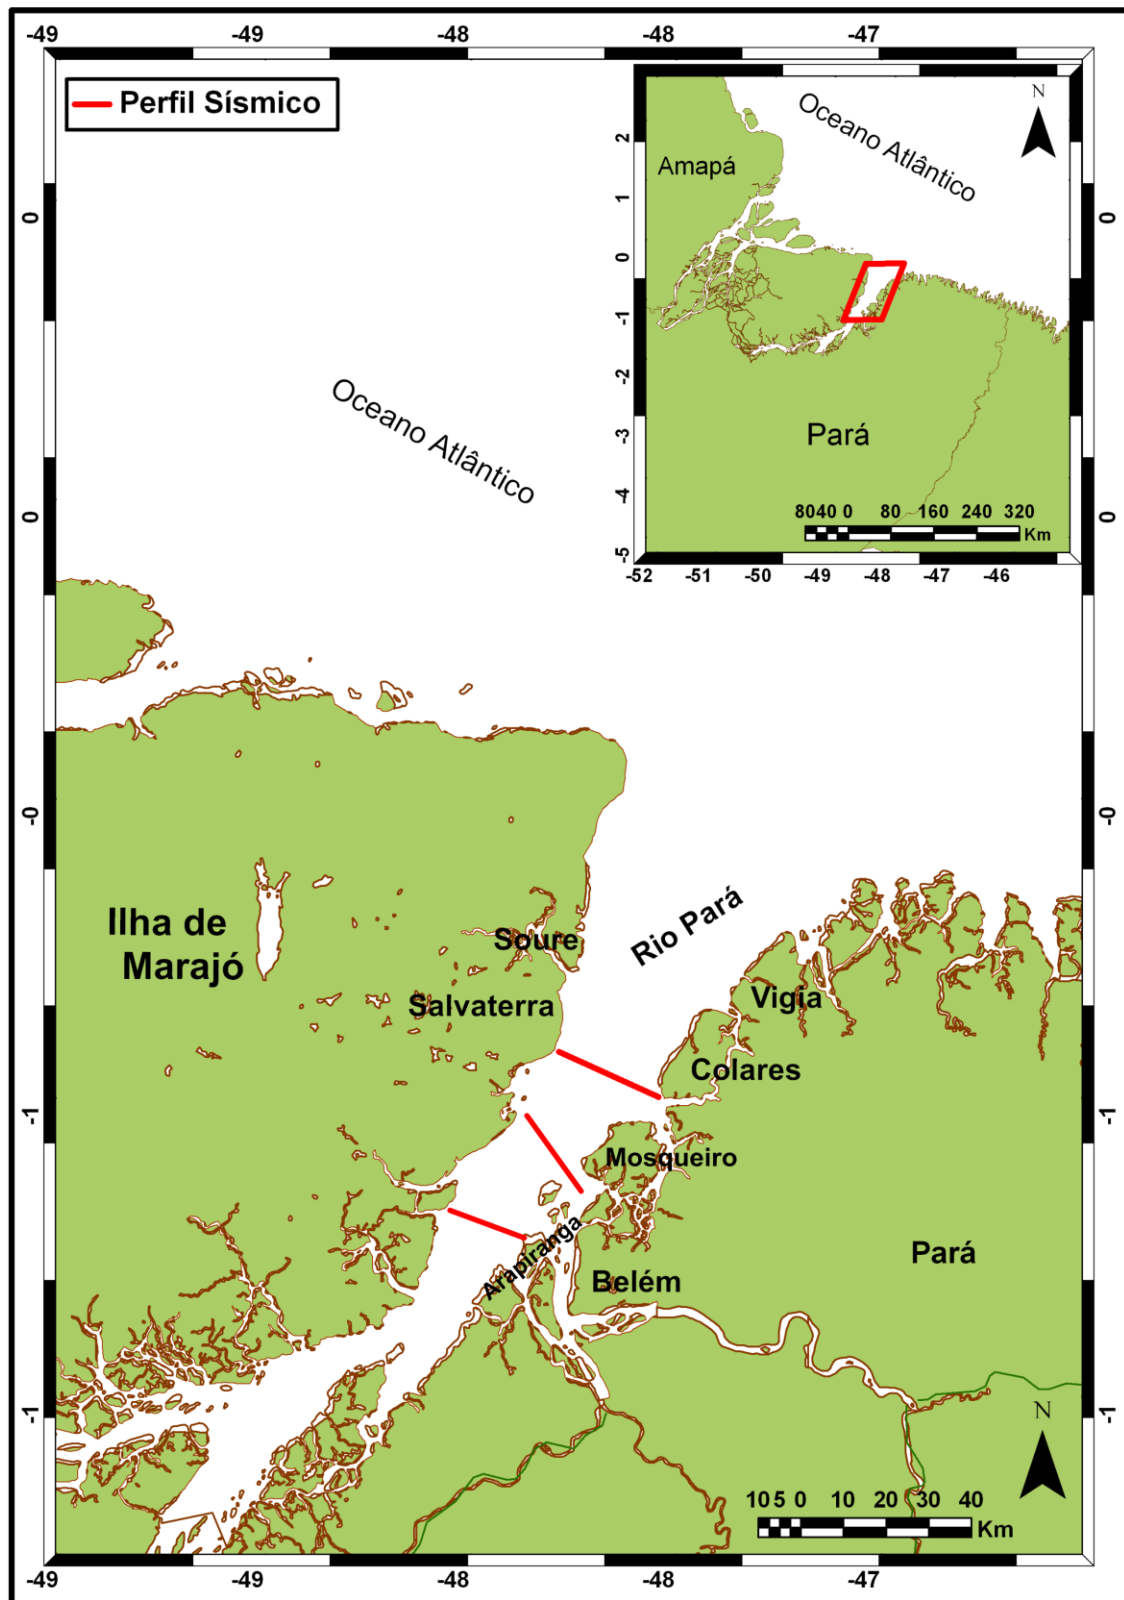 -49 -49 -48 -48 -47
Perfil Sísmico
N
Oceano Atlântico
Amapá
Pará
80 40 0 80 160 240 320
Km
2
1
0
-1
-2
-3
-4
-5
-52 -51 -50 -49 -48 -47 -46
0
0
-0
-1
-1
0
0
-0
-1
-1
Oceano Atlântico
Rio Pará
Ilha de
Marajó
Soure
Salvaterra
Vigia
Colares
Mosqueiro
Arapiranga
Belém
Pará
N
10 5 0 10 20 30 40
Km
-49 -49 -48 -48 -47